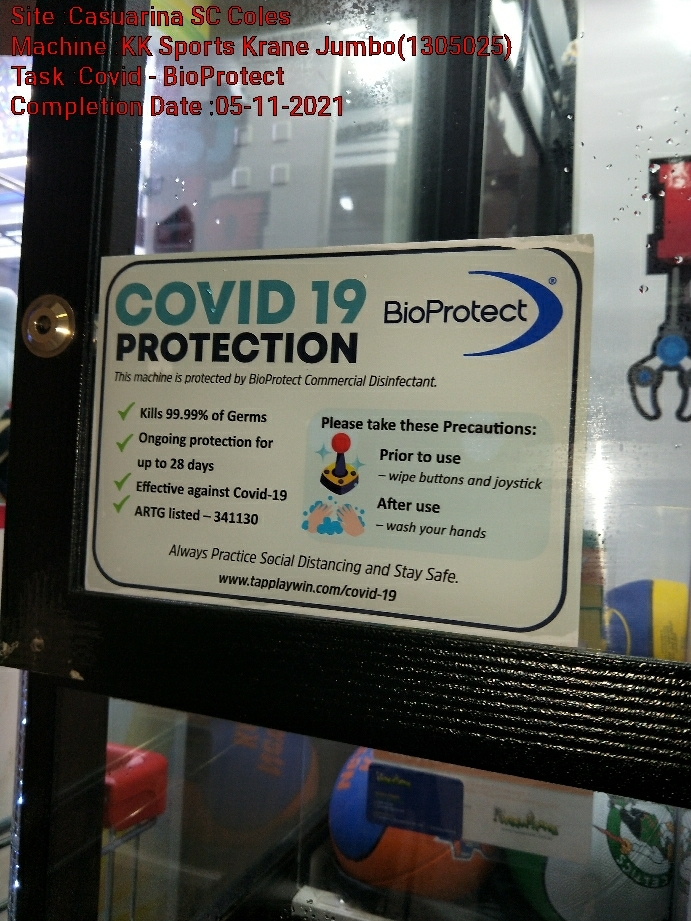 Site :Casuarina SC Coles
Machine :KK Sports Krane Jumbo(1305025)
Task :Covid - BioProtect
Completion Date :05-11-2021
COVID 19
PROTECTION
BioProtect®
This machine is protected by BioProtect Commercial Disinfectant.
Kills 99.99% of Germs
Ongoing protection for
up to 28 days
Effective against Covid-19
ARTG listed – 341130
Please take these Precautions:
Prior to use
– wipe buttons and joystick
After use
– wash your hands
Always Practice Social Distancing and Stay Safe.
www.tapplaywin.com/covid-19
CELTICS